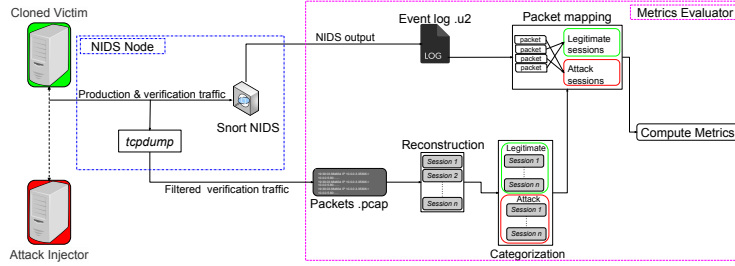 Cloned Victim
NIDS Node
Production & verification traffic
Snort NIDS
tcpdump
Filtered verification traffic
Attack Injector
Metrics Evaluator
NIDS output
Event log .u2
LOG
Packet mapping
packet
packet
packet
packet
Legitimate
sessions
Attack
sessions
Compute Metrics
Packets .pcap
Reconstruction
Session 1
Session 2
Session n
Legitimate
Session 1
Session n
Attack
Session 1
Session n
Categorization